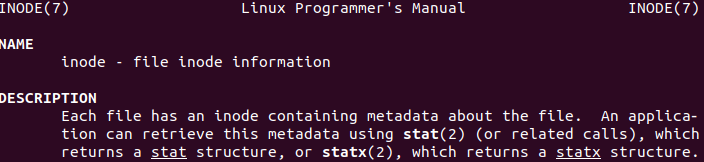 INODE(7) Linux Programmer's Manual INODE(7)
NAME
inode - file inode information
DESCRIPTION
Each file has an inode containing metadata about the file. An applica-
tion can retrieve this metadata using stat(2) (or related calls), which
returns a stat structure, or statx(2), which returns a statx structure.